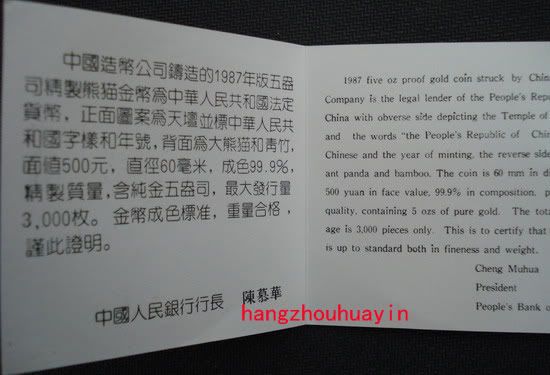 中國造幣公司鑄造的1987年版五盎
司精製熊猫金幣為中華人民共和國法定
貨幣，正面圖案為天壇並標中華人民共
和國字樣和年號，背面為大熊猫和青竹，
面值500元，直徑60毫米，成色99.9%，
精製質量，含純金五盎司，最大發行量
3,000枚。金幣成色標准，重量合格，
謹此證明。
中國人民銀行行長 陳慕華
1987 five oz proof gold coin struck by Chin
Company is the legal lender of the People's Repu
China with obverse side depicting the Temple of
and the words "the People's Republic of Chin
Chinese and the year of minting, the reverse side
ant panda and bamboo. The coin is 60 mm in di
500 yuan in face value, 99.9% in composition, p
quality, containing 5 ozs of pure gold. The tot
age is 3,000 pieces only. This is to certify that
is up to standard both in fineness and weight.
Cheng Muhua
President
People's Bank o
hangzhouhuayin